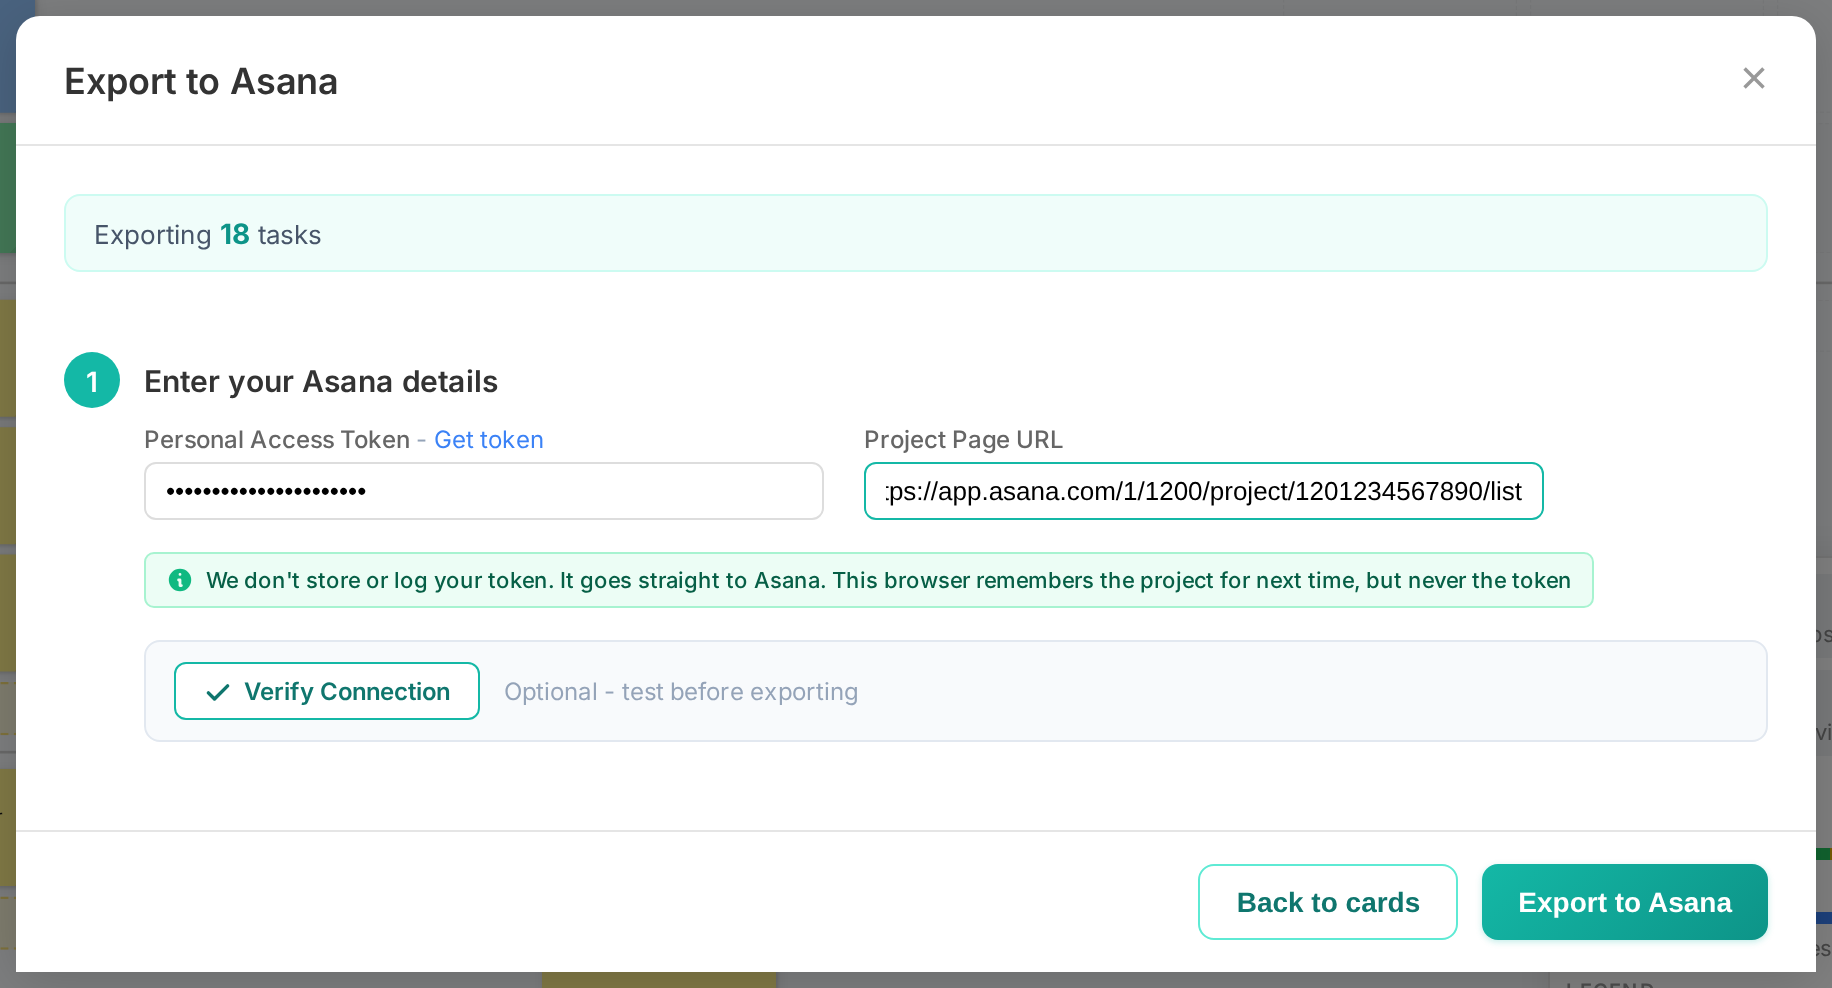 Export to Asana
Exporting 18 tasks
1
Enter your Asana details
Personal Access Token - Get token
Project Page URL
••••••••••••••••••••••
tps://app.asana.com/1/1200/project/1201234567890/list
We don't store or log your token. It goes straight to Asana. This browser remembers the project for next time, but never the token
Verify Connection
Optional - test before exporting
Back to cards
Export to Asana